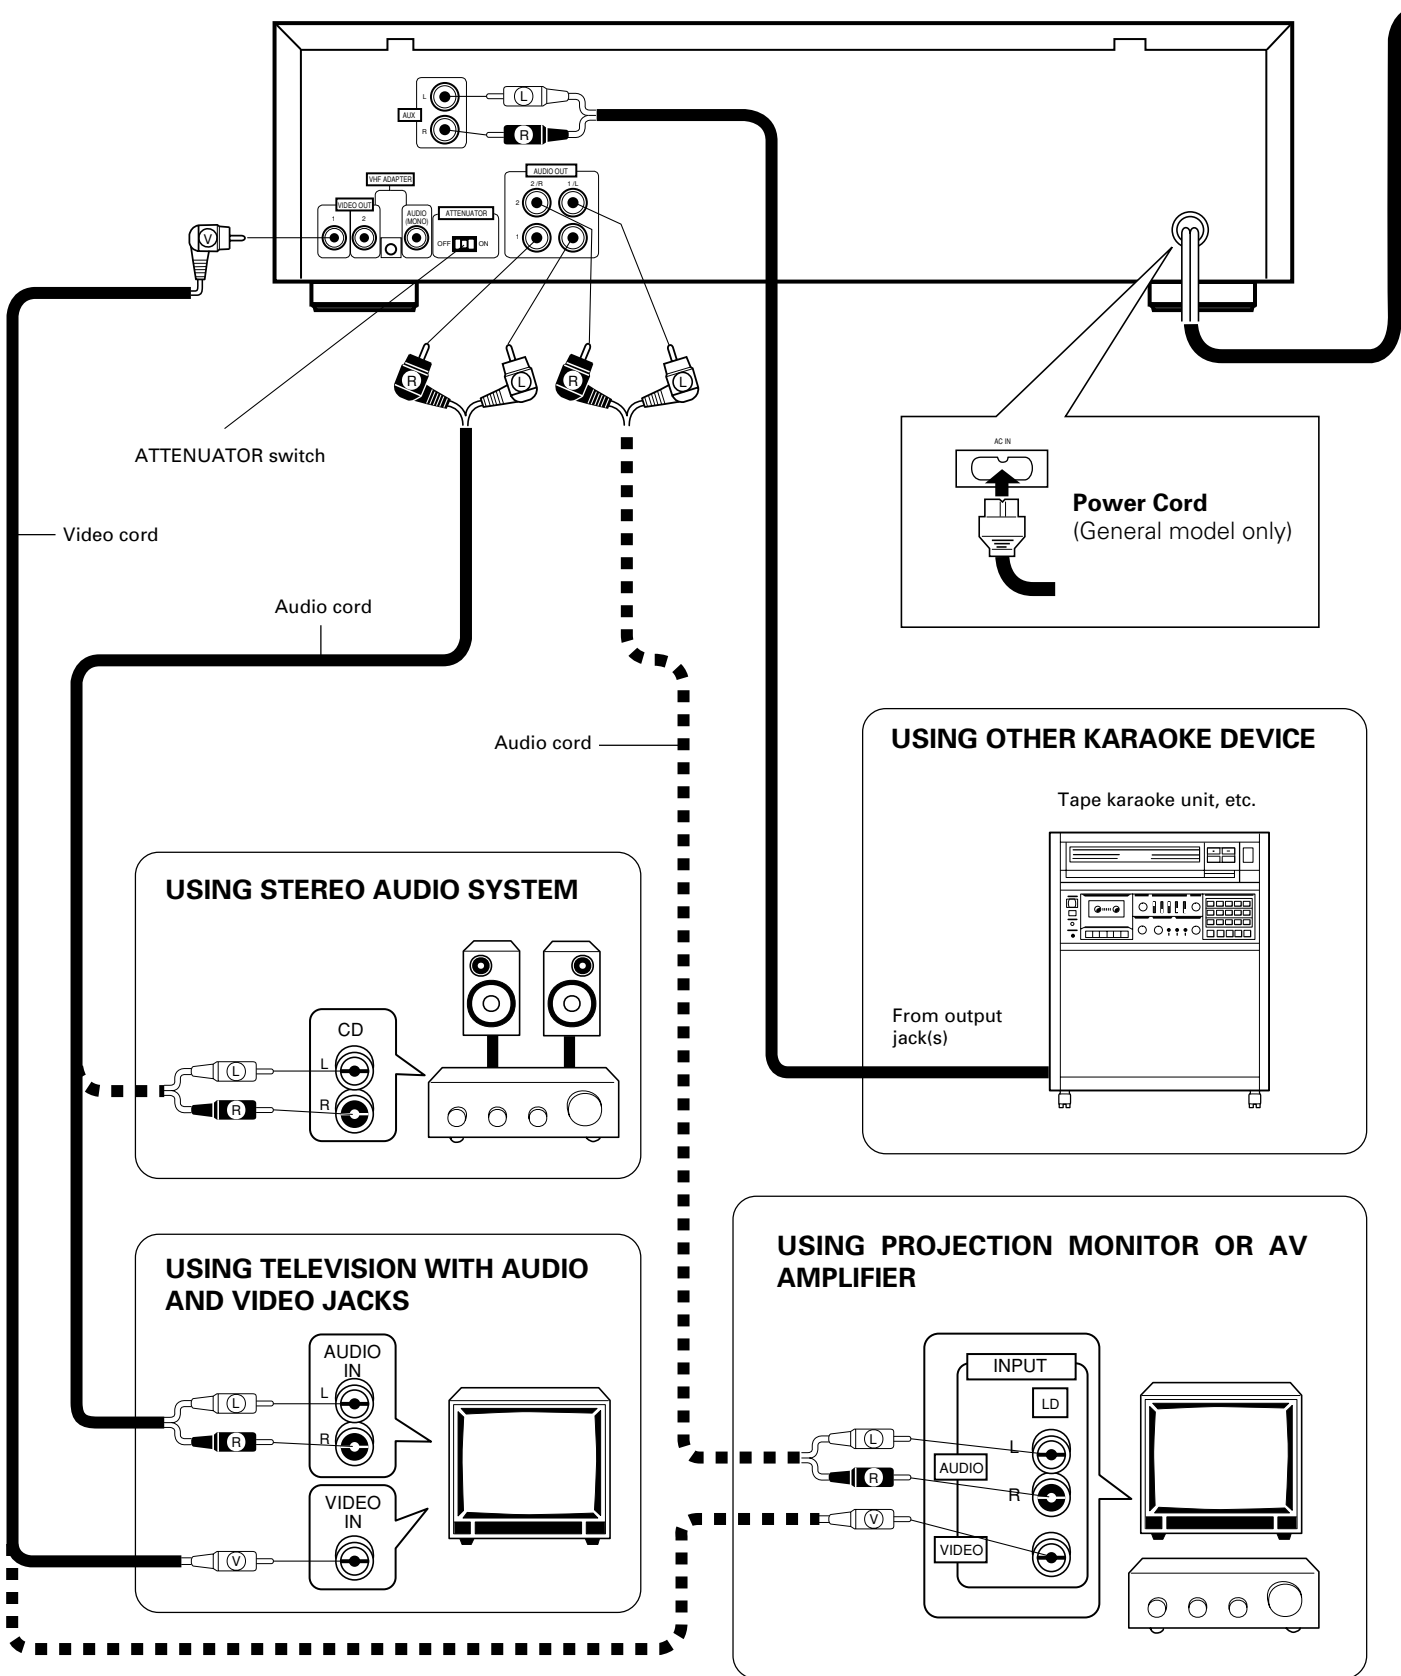 L
AUX
R
L
R
AUDIO OUT
2 /R 1 /L
2
1
VHF ADAPTER
VIDEO OUT
1 2
AUDIO
(MONO)
ATTENUATOR
OFF ON
V
R L R L
ATTENUATOR switch
AC IN
Power Cord
(General model only)
Video cord
Audio cord
Audio cord
USING OTHER KARAOKE DEVICE
Tape karaoke unit, etc.
From output
jack(s)
USING STEREO AUDIO SYSTEM
CD
L
L
R
R
USING TELEVISION WITH AUDIO
AND VIDEO JACKS
AUDIO
IN
L
L
R
R
VIDEO
IN
V
USING PROJECTION MONITOR OR AV
AMPLIFIER
INPUT
LD
L
L
AUDIO
R
R
V
VIDEO